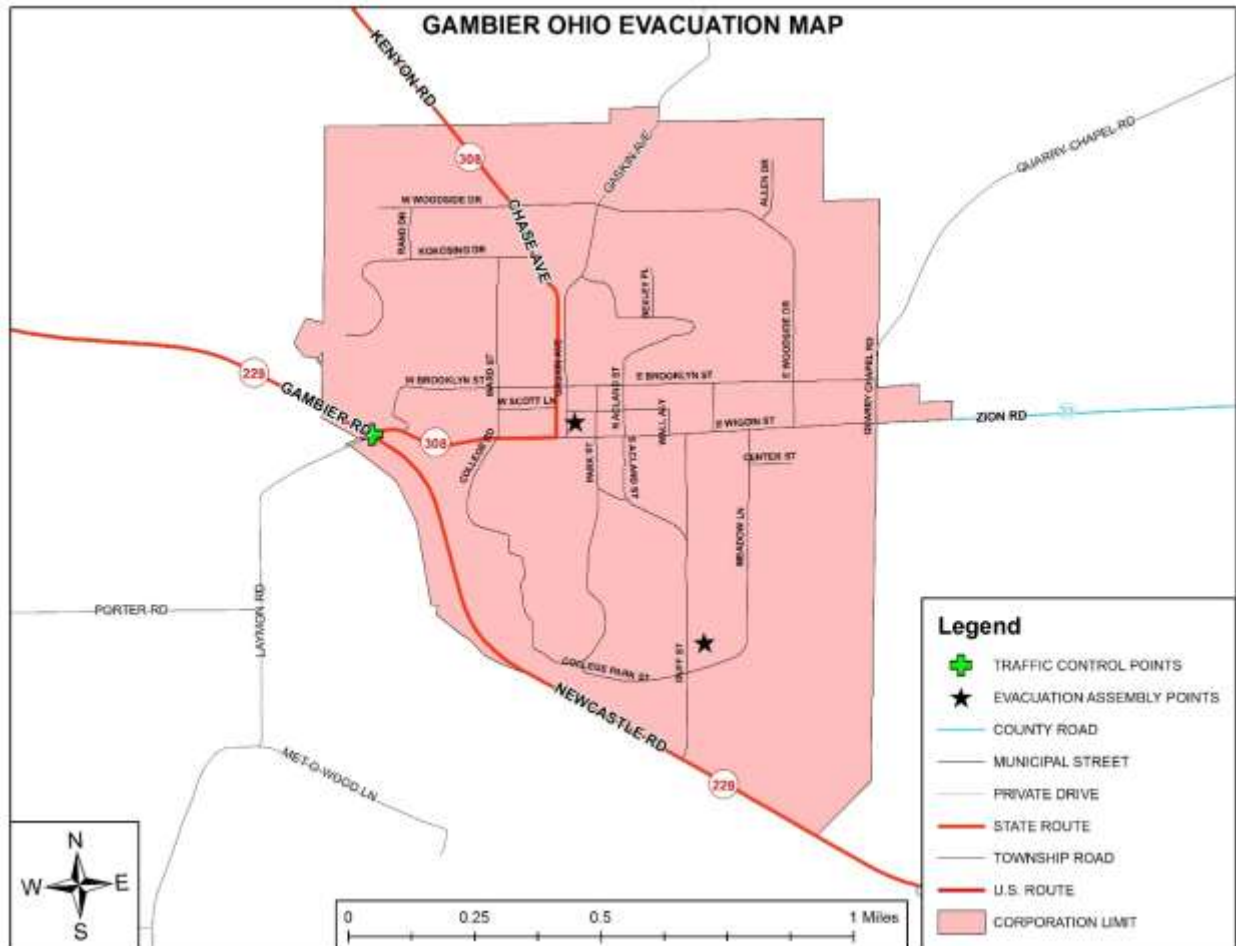 GAMBIER OHIO EVACUATION MAP
KENYON RD
308
GASKIN AVE
QUARRY CHAPEL RD
ALLEN DR
W WOODSIDE DR
CHASE AVE
RAND DR
KOKOSING DR
E WOODSIDE DR
229
GAMBIER RD
WARD ST
W BROOKLYN ST
E BROOKLYN ST
N ACLAND ST
W SCOTT LN
QUARRY CHAPEL RD
WALL ALY
E WIGGIN ST
ZION RD
308
COLLEGE RD
PARK ST
S ACLAND ST
CENTER ST
MEADOW LN
PORTER RD
LAYMON RD
COLLEGE PARK ST
DUFF ST
NEWCASTLE RD
229
MET-O-WOOD LN
Legend
TRAFFIC CONTROL POINTS
EVACUATION ASSEMBLY POINTS
COUNTY ROAD
MUNICIPAL STREET
PRIVATE DRIVE
STATE ROUTE
TOWNSHIP ROAD
U.S. ROUTE
CORPORATION LIMIT
N
W E
S
0 0.25 0.5 1 Miles